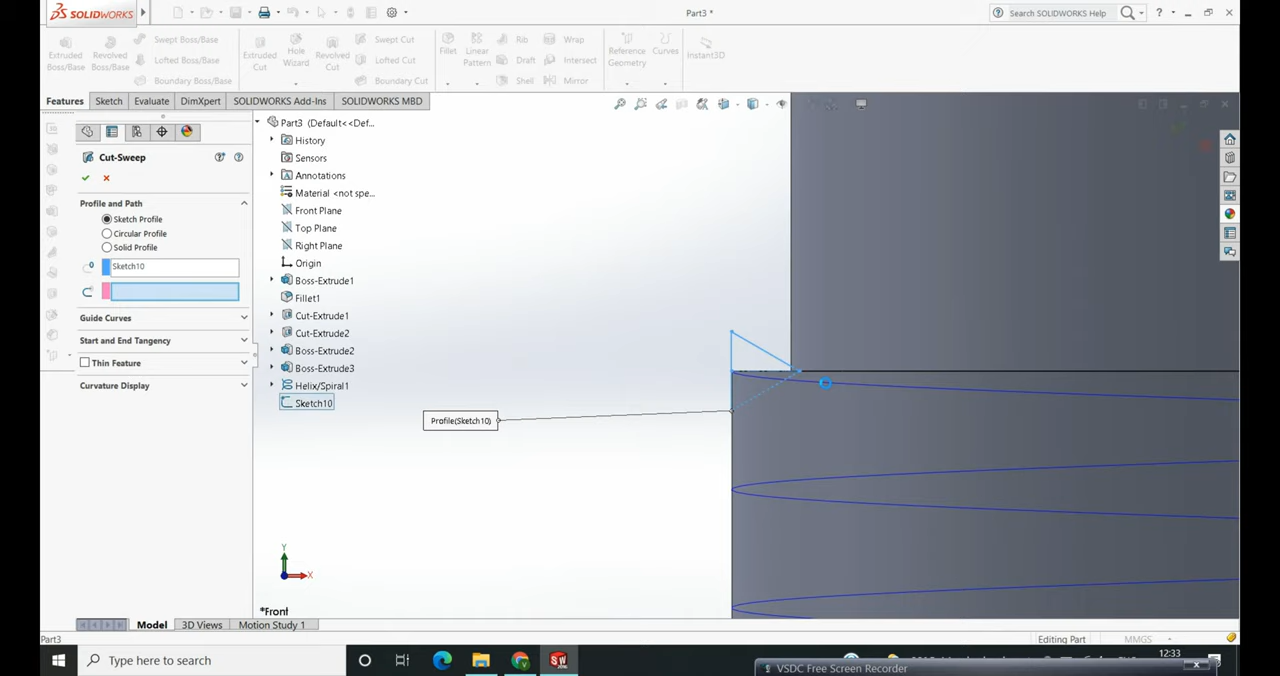 SOLIDWORKS
Part3 *
Search SOLIDWORKS Help
?
Extruded Boss/Base
Revolved Boss/Base
Swept Boss/Base
Lofted Boss/Base
Boundary Boss/Base
Extruded Cut
Hole Wizard
Revolved Cut
Swept Cut
Lofted Cut
Boundary Cut
Fillet
Linear Pattern
Rib
Draft
Shell
Wrap
Intersect
Mirror
Reference Geometry
Curves
Instant3D
Features
Sketch
Evaluate
DimXpert
SOLIDWORKS Add-Ins
SOLIDWORKS MBD
Cut-Sweep
Profile and Path
Sketch Profile
Circular Profile
Solid Profile
Sketch10
Guide Curves
Start and End Tangency
Thin Feature
Curvature Display
Part3 (Default<<Def...
History
Sensors
Annotations
Material <not spe...
Front Plane
Top Plane
Right Plane
Origin
Boss-Extrude1
Fillet1
Cut-Extrude1
Cut-Extrude2
Boss-Extrude2
Boss-Extrude3
Helix/Spiral1
Sketch10
Profile(Sketch10)
Y
X
*Front
Model
3D Views
Motion Study 1
Part3
Editing Part
MMGS
Type here to search
12:33
VSDC Free Screen Recorder